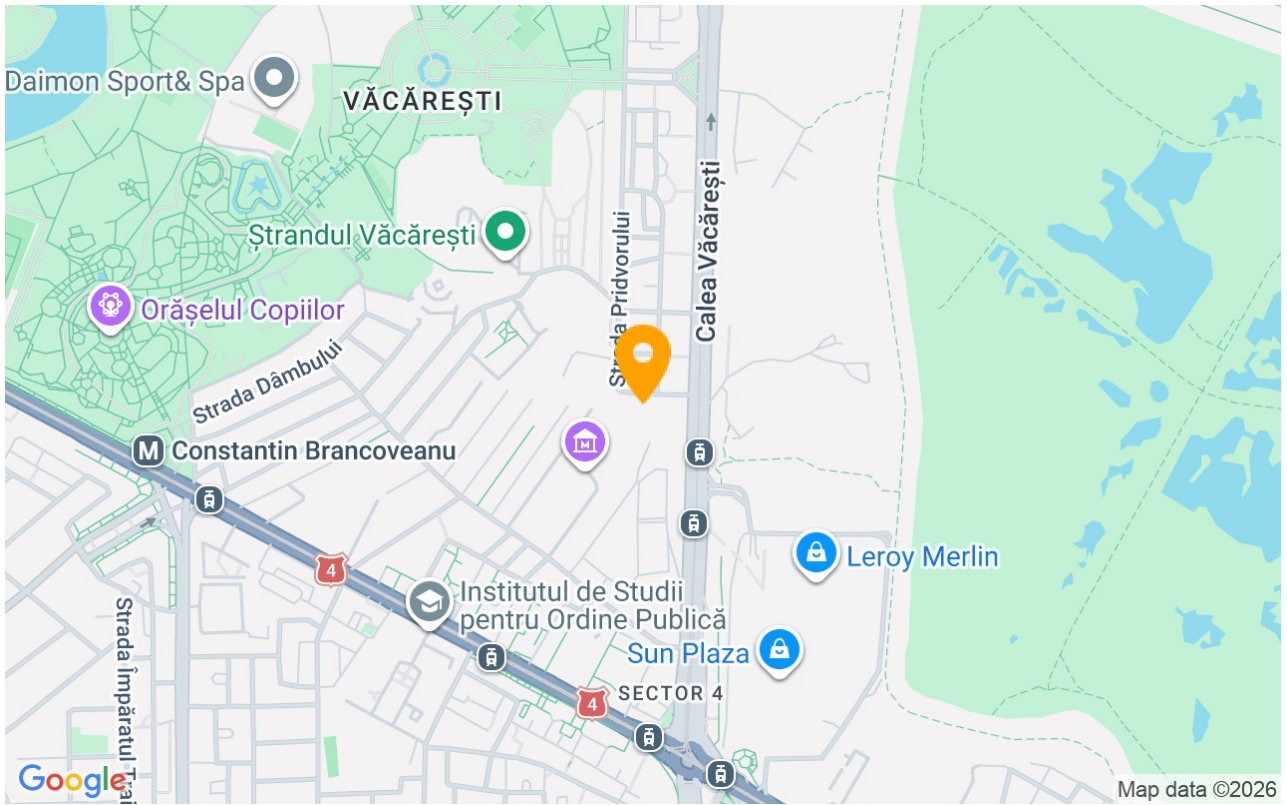 Daimon Sport& Spa
VĂCĂREȘTI
Ștrandul Văcărești
Strada Pridvorului
Calea Văcărești
Orășelul Copiilor
Strada Dâmbului
M
Constantin Brancoveanu
M
4
Leroy Merlin
Institutul de Studii
pentru Ordine Publică
Strada Împăratul Trai
Sun Plaza
SECTOR 4
4
Google
Map data ©2026